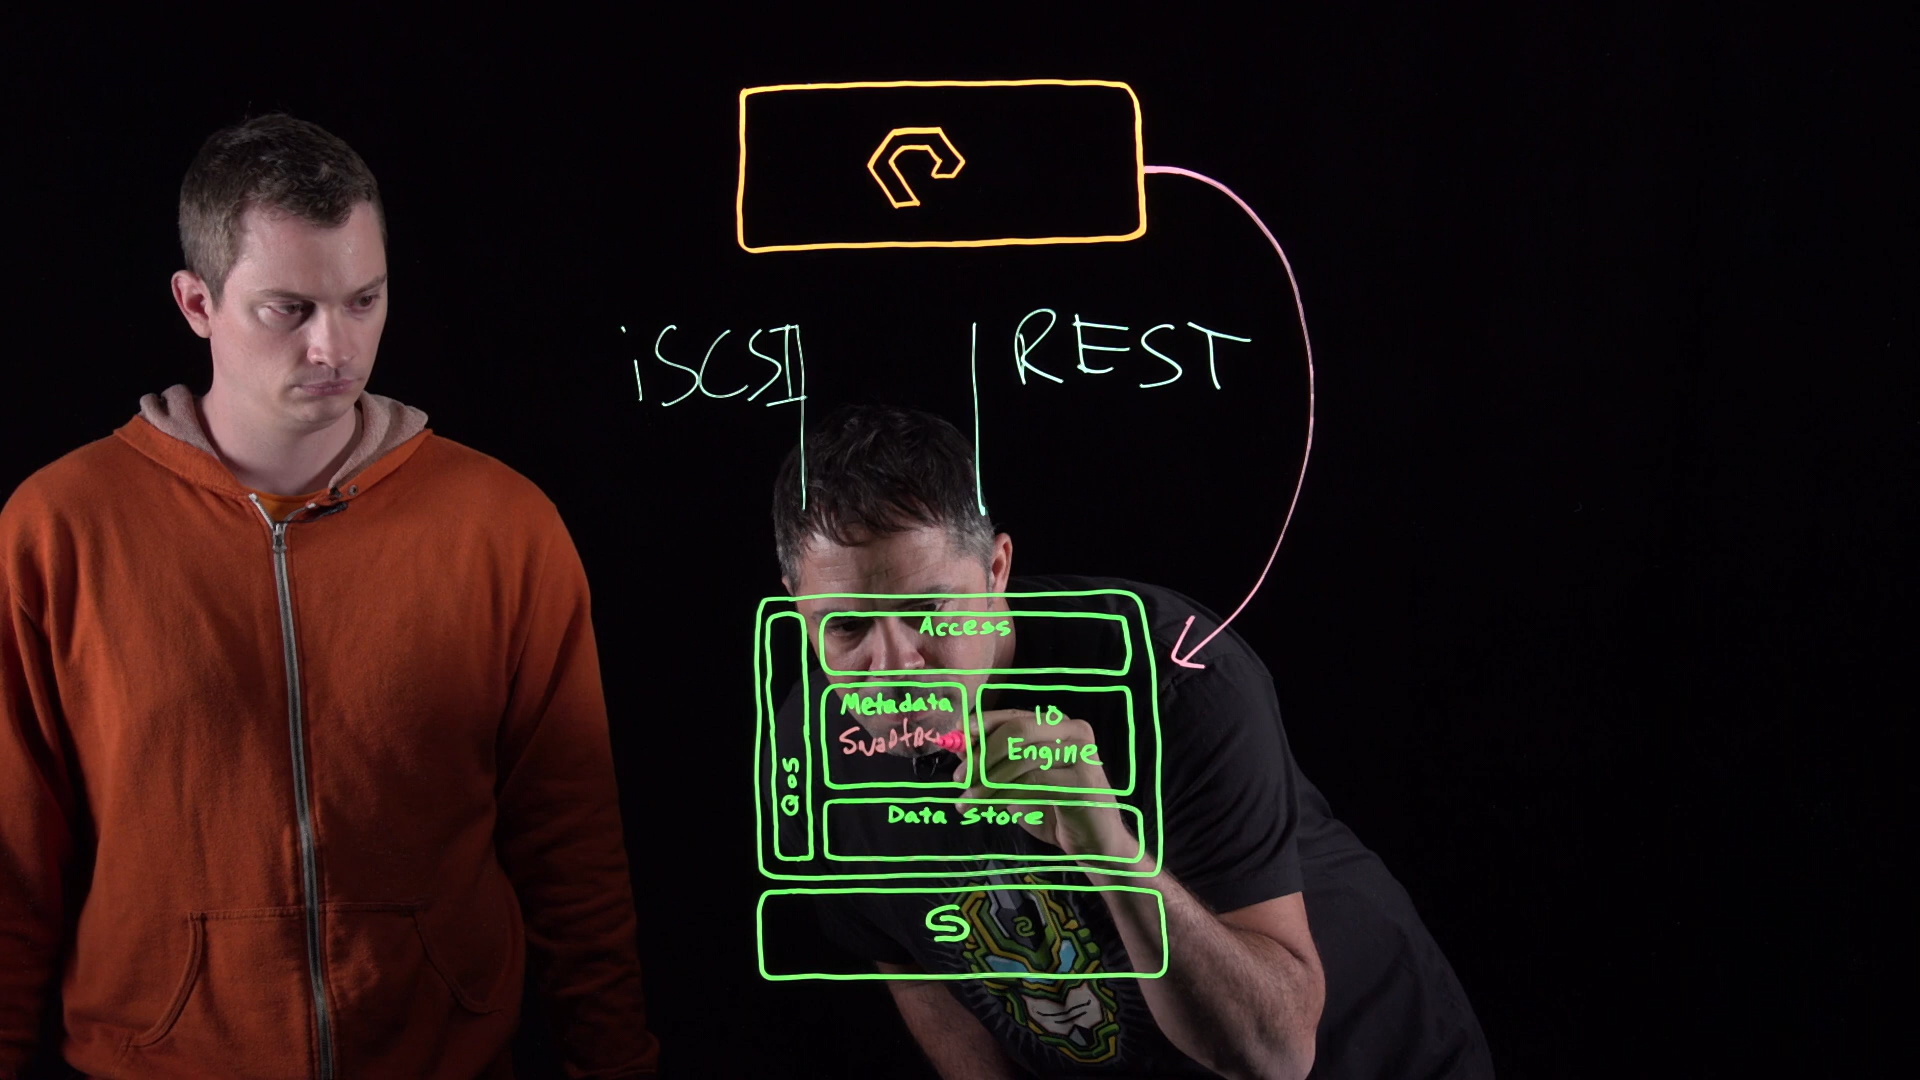 iSCSI
REST
Access
Metadata
IO
Engine
QoS
Data Store
S